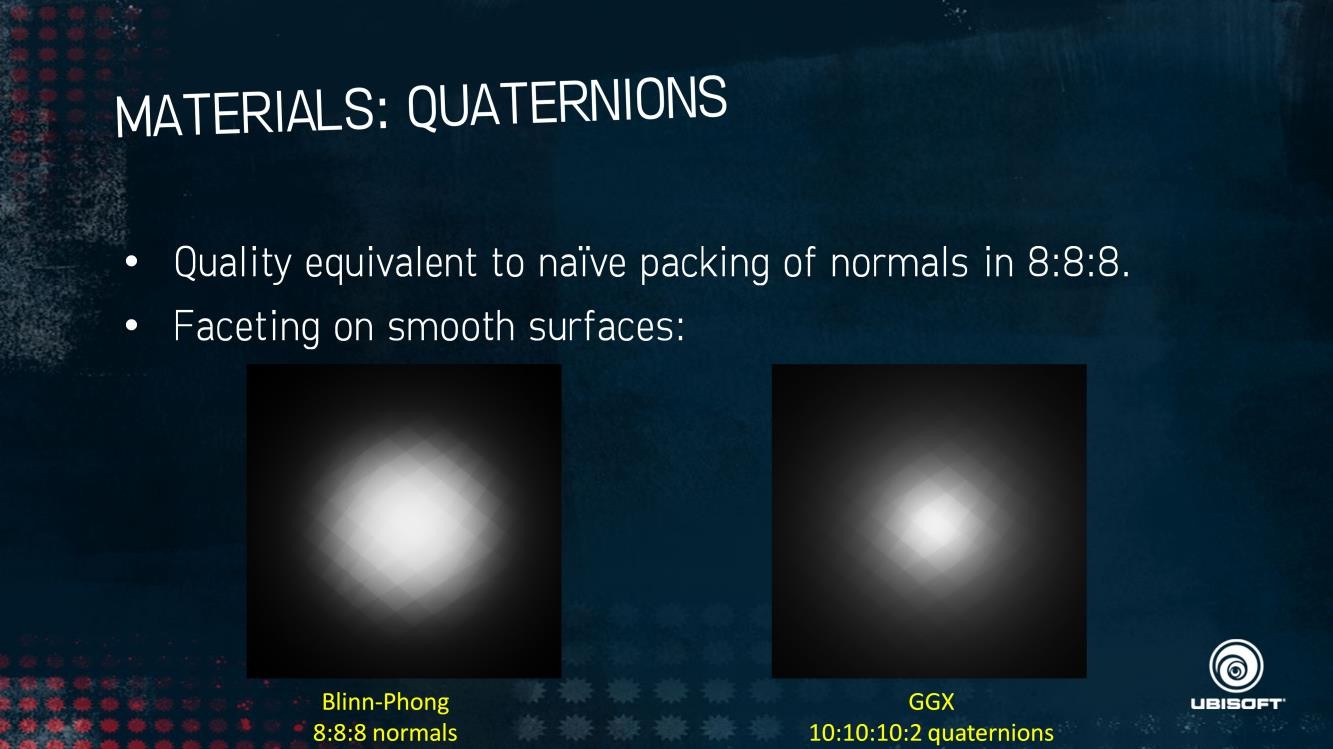 MATERIALS: QUATERNIONS
• Quality equivalent to naïve packing of normals in 8:8:8.
• Faceting on smooth surfaces:
Blinn-Phong
8:8:8 normals
GGX
10:10:10:2 quaternions
UBISOFT